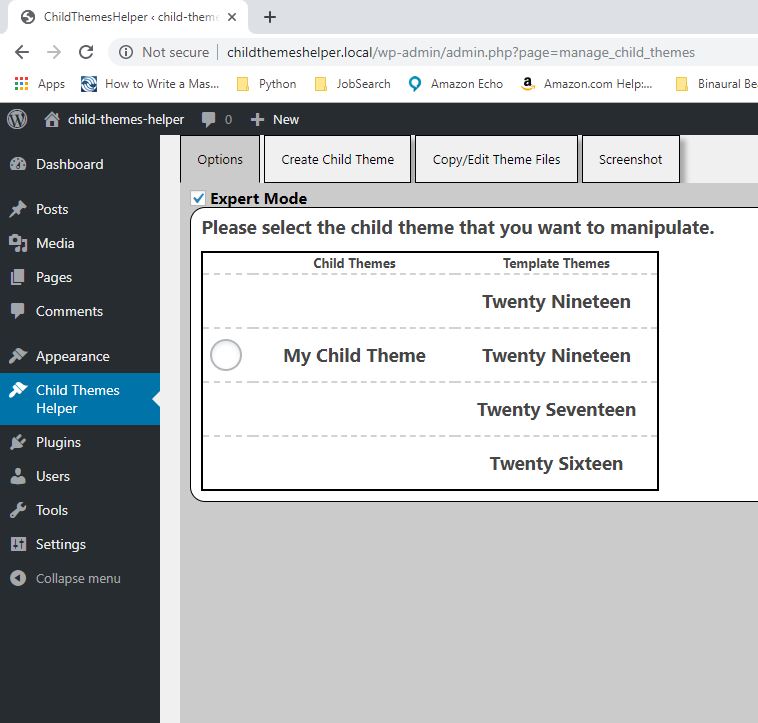 ChildThemesHelper ‹ child-theme
Not secure childthemeshelper.local/wp-admin/admin.php?page=manage_child_themes
Apps How to Write a Mas... Python JobSearch Amazon Echo Amazon.com Help:... Binaural Be
child-themes-helper 0 New
Dashboard
Posts
Media
Pages
Comments
Appearance
Child Themes
Helper
Plugins
Users
Tools
Settings
Collapse menu
Options Create Child Theme Copy/Edit Theme Files Screenshot
Expert Mode
Please select the child theme that you want to manipulate.
Child Themes Template Themes
Twenty Nineteen
My Child Theme Twenty Nineteen
Twenty Seventeen
Twenty Sixteen